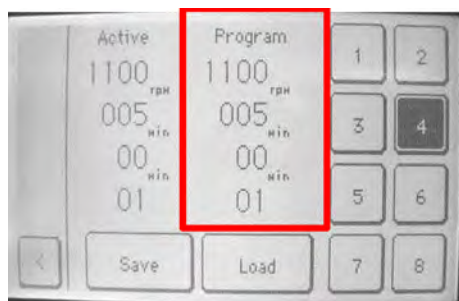 Active Program
1100 rpm 1100 rpm
005 min 005 min
00 min 00 min
01 01
1 2
3 4
5 6
< Save Load 7 8